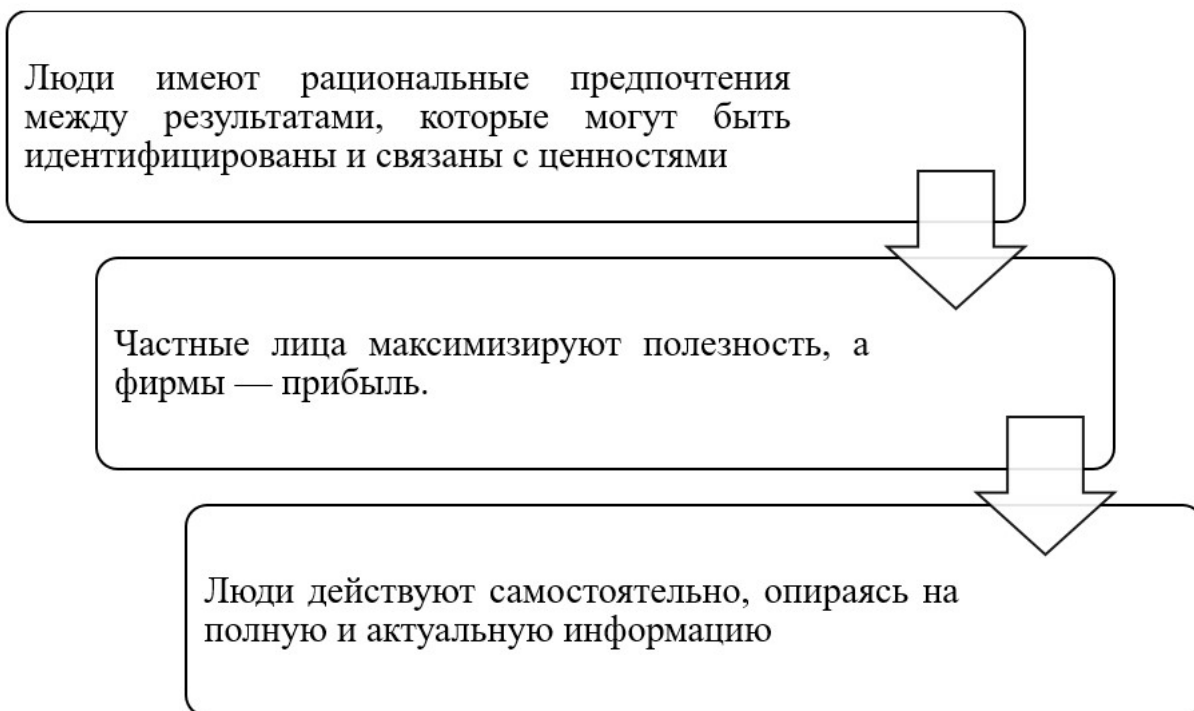 Люди имеют рациональные предпочтения
между результатами, которые могут быть
идентифицированы и связаны с ценностями
Частные лица максимизируют полезность, а
фирмы — прибыль.
Люди действуют самостоятельно, опираясь на
полную и актуальную информацию